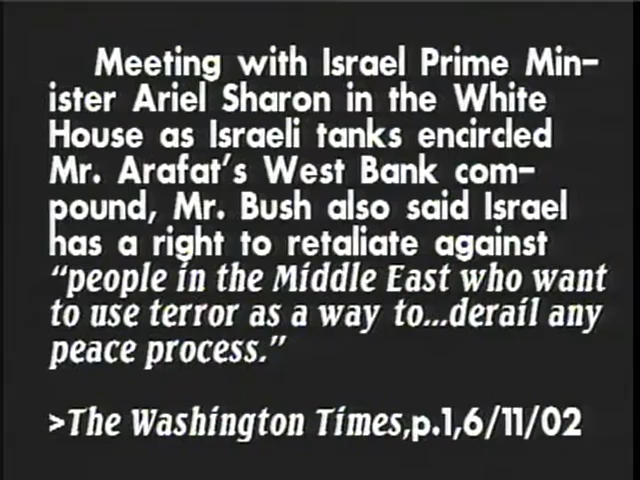 Meeting with Israel Prime Min-
ister Ariel Sharon in the White
House as Israeli tanks encircled
Mr. Arafat's West Bank com-
pound, Mr. Bush also said Israel
has a right to retaliate against
"people in the Middle East who want
to use terror as a way to...derail any
peace process."
>The Washington Times,p.1,6/11/02